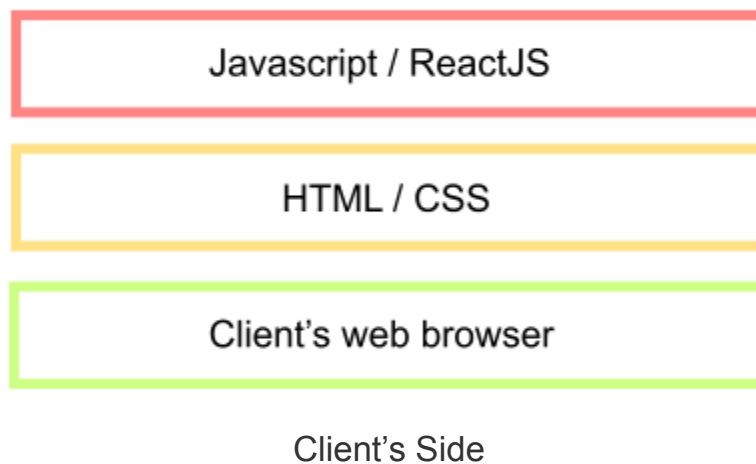 Javascript / ReactJS
HTML / CSS
Client’s web browser
Client’s Side